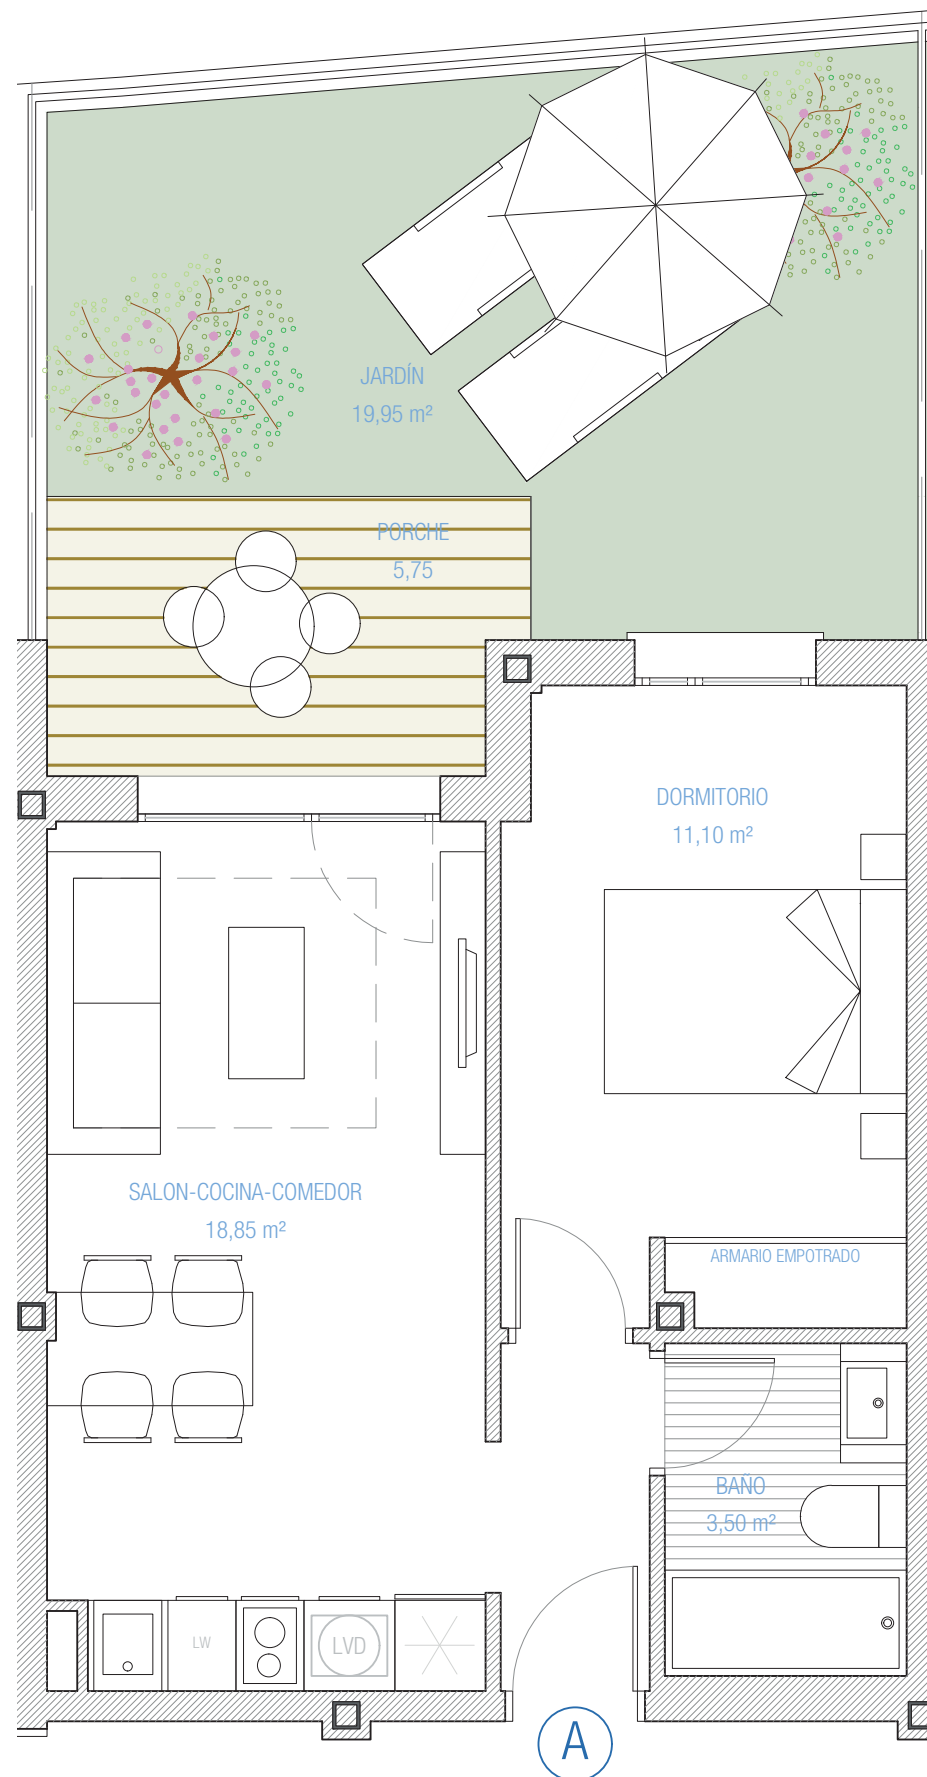 JARDÍN
19,95 m²
PORCHE
5,75
DORMITORIO
11,10 m²
SALON-COCINA-COMEDOR
18,85 m²
ARMARIO EMPOTRADO
BAÑO
3,50 m²
LW
LVD
A